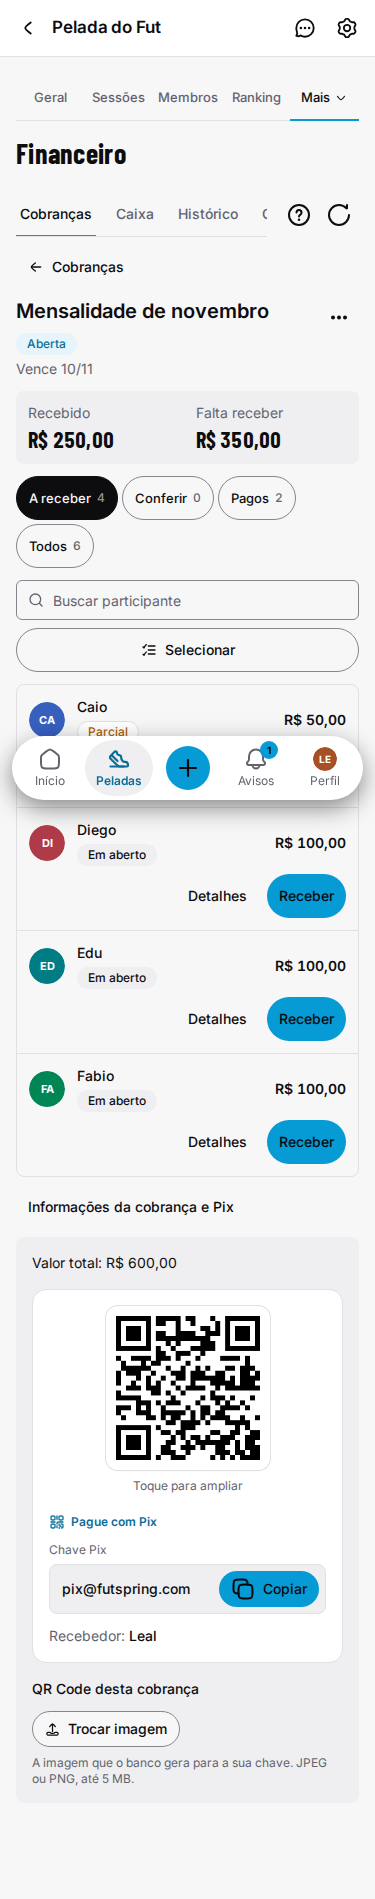 Pelada do Fut
Geral Sessões Membros Ranking Mais
Financeiro
Cobranças Caixa Histórico
Cobranças
Mensalidade de novembro
Aberta
Vence 10/11
Recebido Falta receber
R$ 250,00 R$ 350,00
A receber 4 Conferir 0 Pagos 2
Todos 6
Buscar participante
Selecionar
CA Caio R$ 50,00
Parcial
1
LE
Início Peladas Avisos Perfil
DI Diego R$ 100,00
Em aberto
Detalhes Receber
ED Edu R$ 100,00
Em aberto
Detalhes Receber
FA Fabio R$ 100,00
Em aberto
Detalhes Receber
Informações da cobrança e Pix
Valor total: R$ 600,00
Toque para ampliar
Pague com Pix
Chave Pix
pix@futspring.com Copiar
Recebedor: Leal
QR Code desta cobrança
Trocar imagem
A imagem que o banco gera para a sua chave. JPEG
ou PNG, até 5 MB.